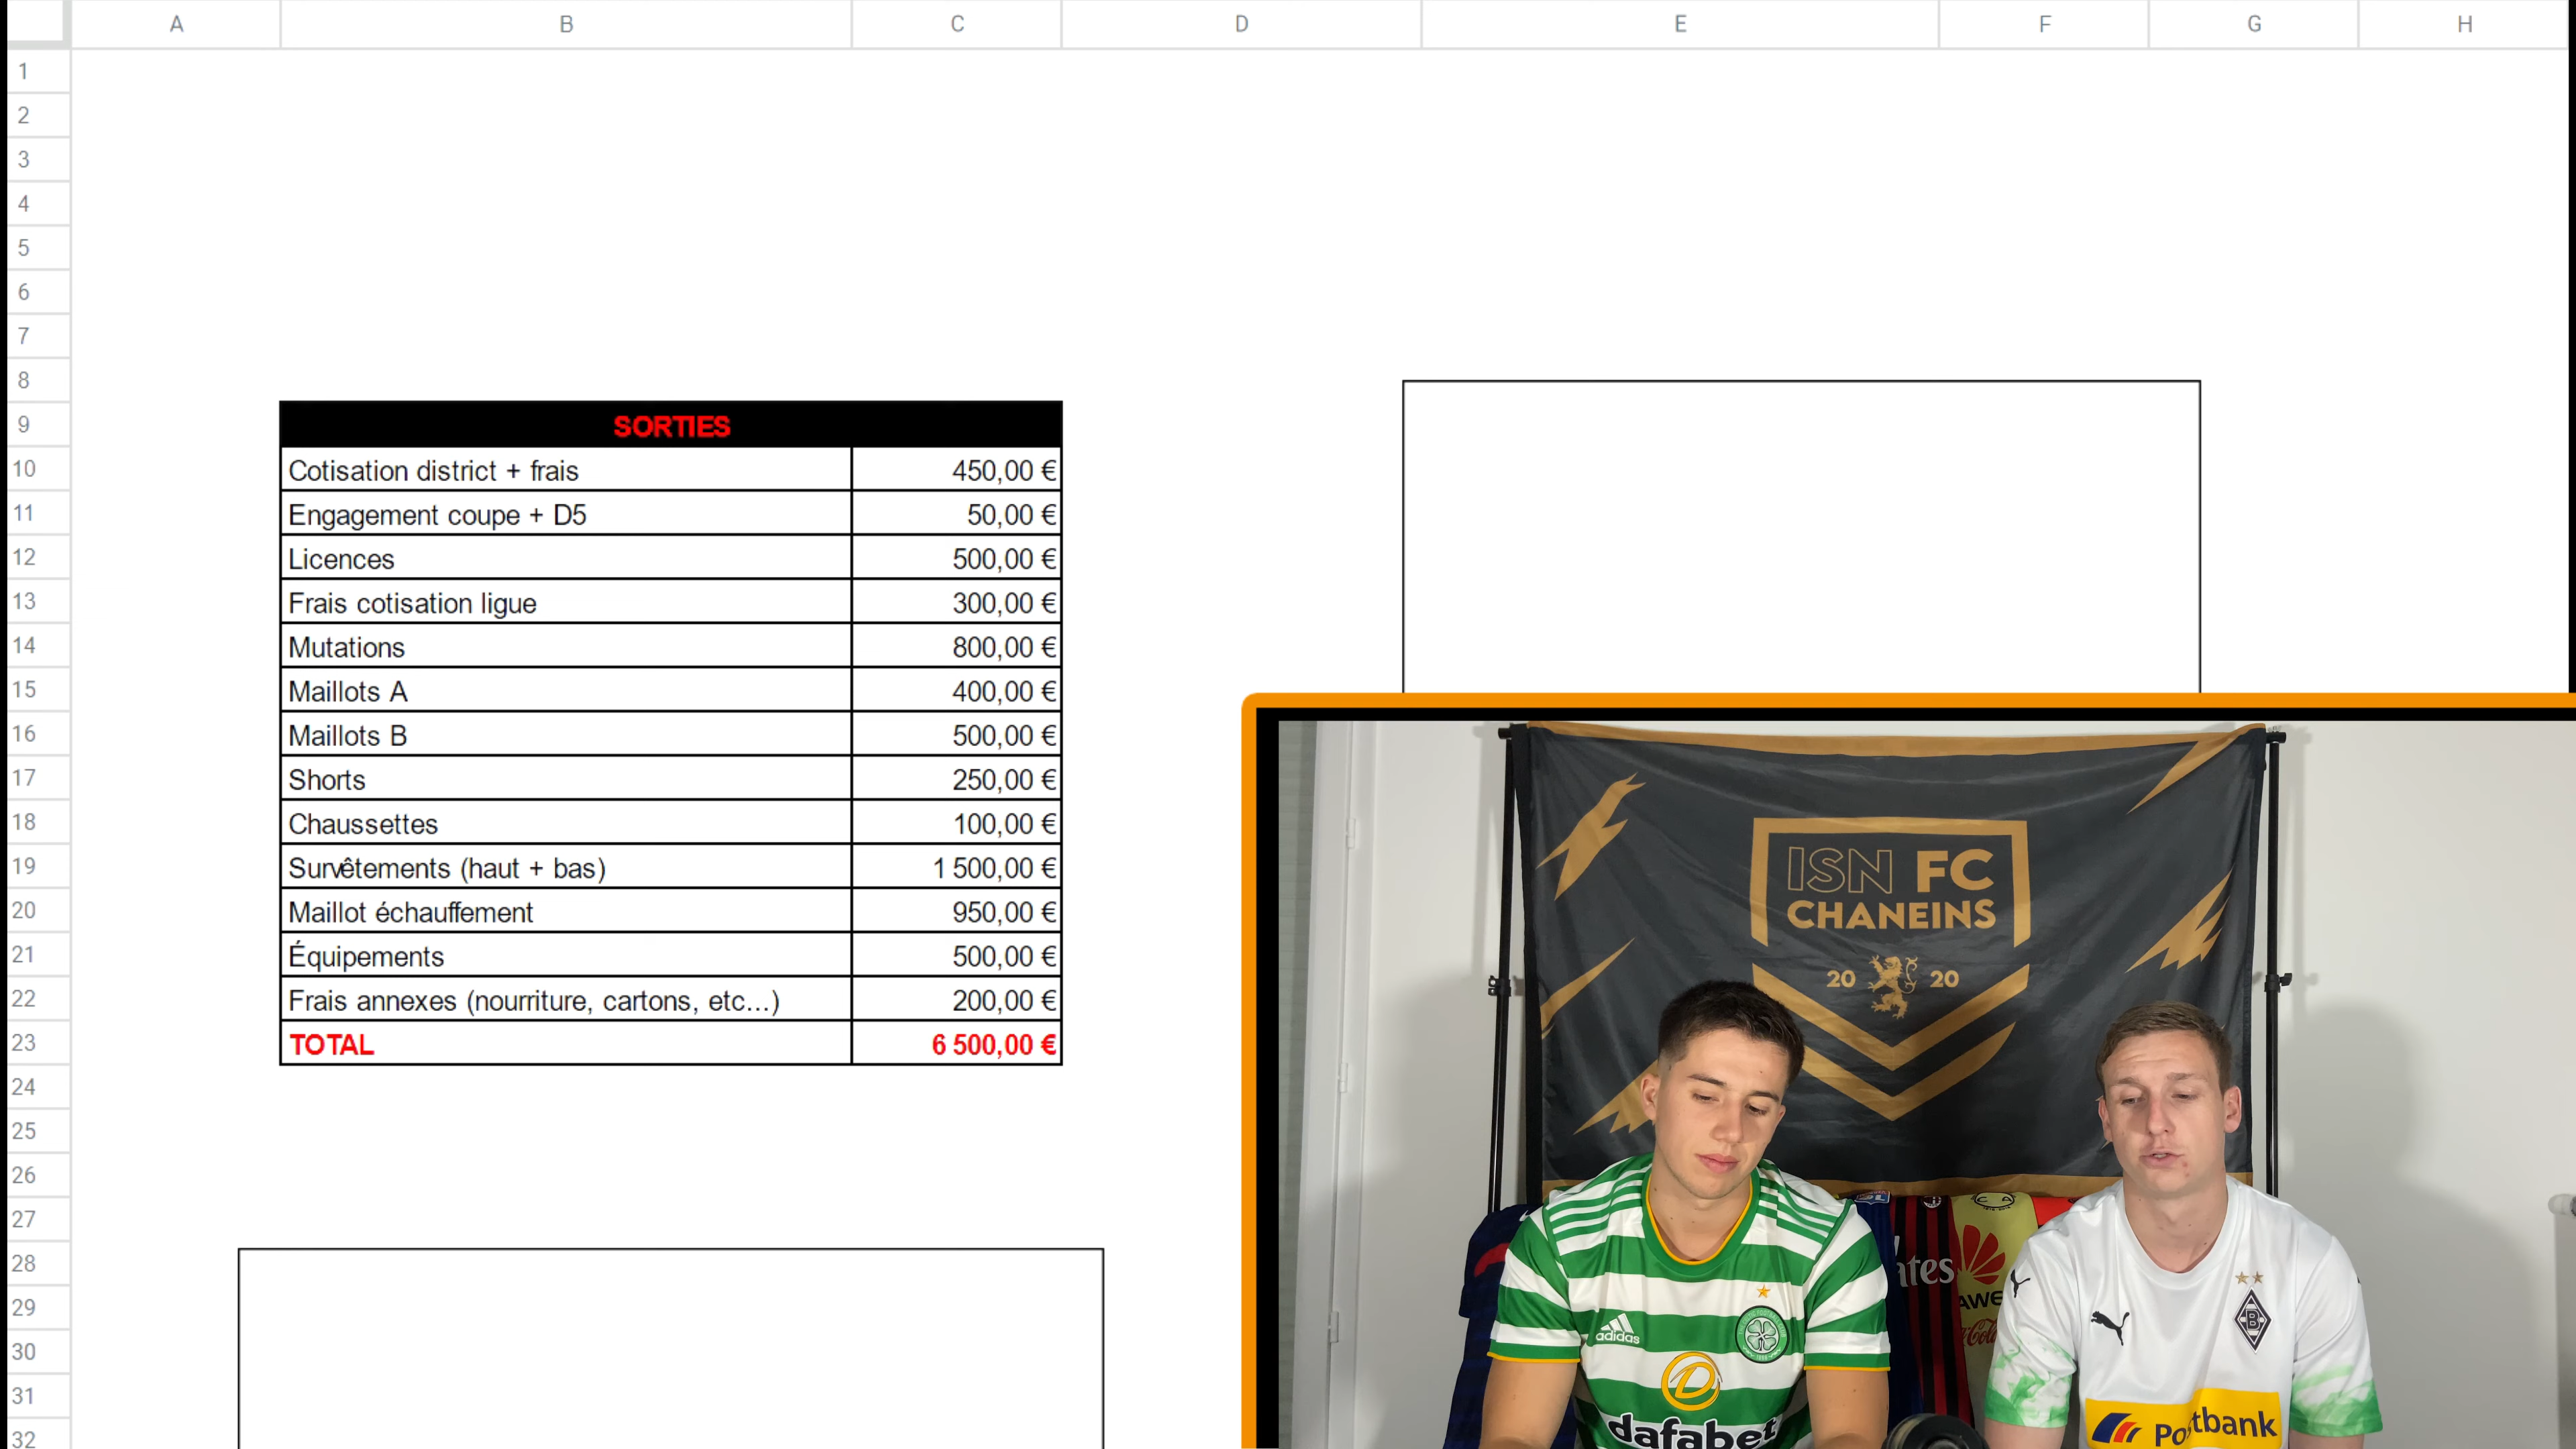 A B C D E F G H
1
2
3
4
5
6
7
8
9 SORTIES
10 Cotisation district + frais 450,00 €
11 Engagement coupe + D5 50,00 €
12 Licences 500,00 €
13 Frais cotisation ligue 300,00 €
14 Mutations 800,00 €
15 Maillots A 400,00 €
16 Maillots B 500,00 €
17 Shorts 250,00 €
18 Chaussettes 100,00 €
19 Survêtements (haut + bas) 1 500,00 €
20 Maillot échauffement 950,00 €
21 Équipements 500,00 €
22 Frais annexes (nourriture, cartons, etc...) 200,00 €
23 TOTAL 6 500,00 €
24
25
26
27
28
29
30
31
32
ISN FC
CHANEINS
20 20
adidas
dafabet
B
Postbank